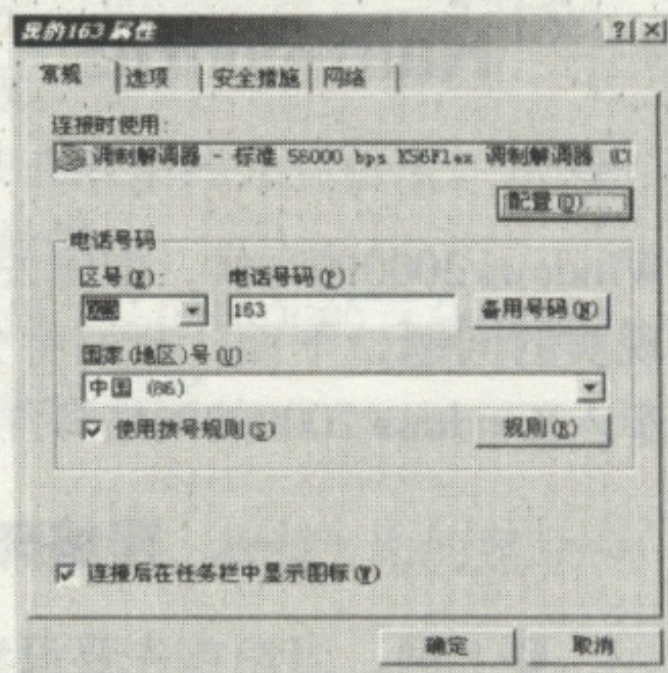 我的163 属性
常规 选项 安全措施 网络
连接时使用:
调制解调器 - 标准 56000 bps K56Flex 调制解调器 (C
配置(O)...
电话号码
区号(E): 电话号码(P):
163 备用号码(N)
国家(地区)号(U):
中国 (86)
使用拨号规则(S) 规则(R)
连接后在任务栏中显示图标(W)
确定 取消